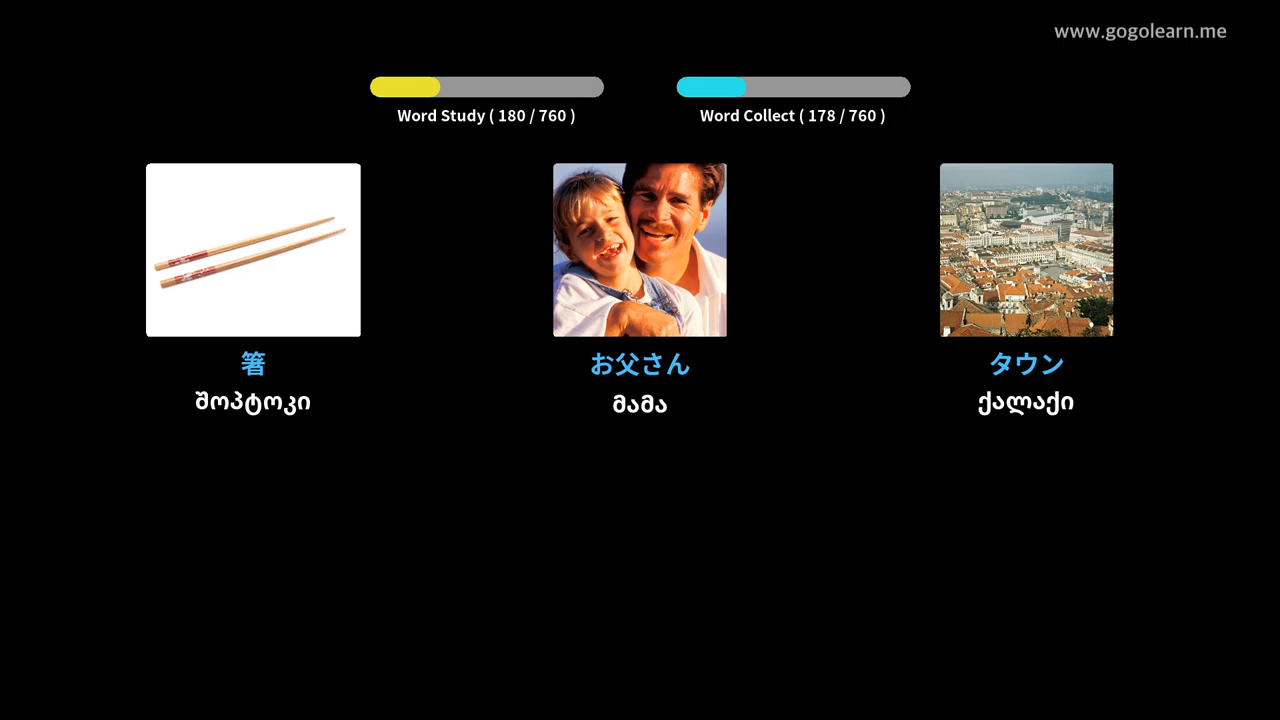 www.gogolearn.me
Word Study ( 180 / 760 )
Word Collect ( 178 / 760 )
箸
შოპტოკი
お父さん
მამა
タウン
ქალაქი